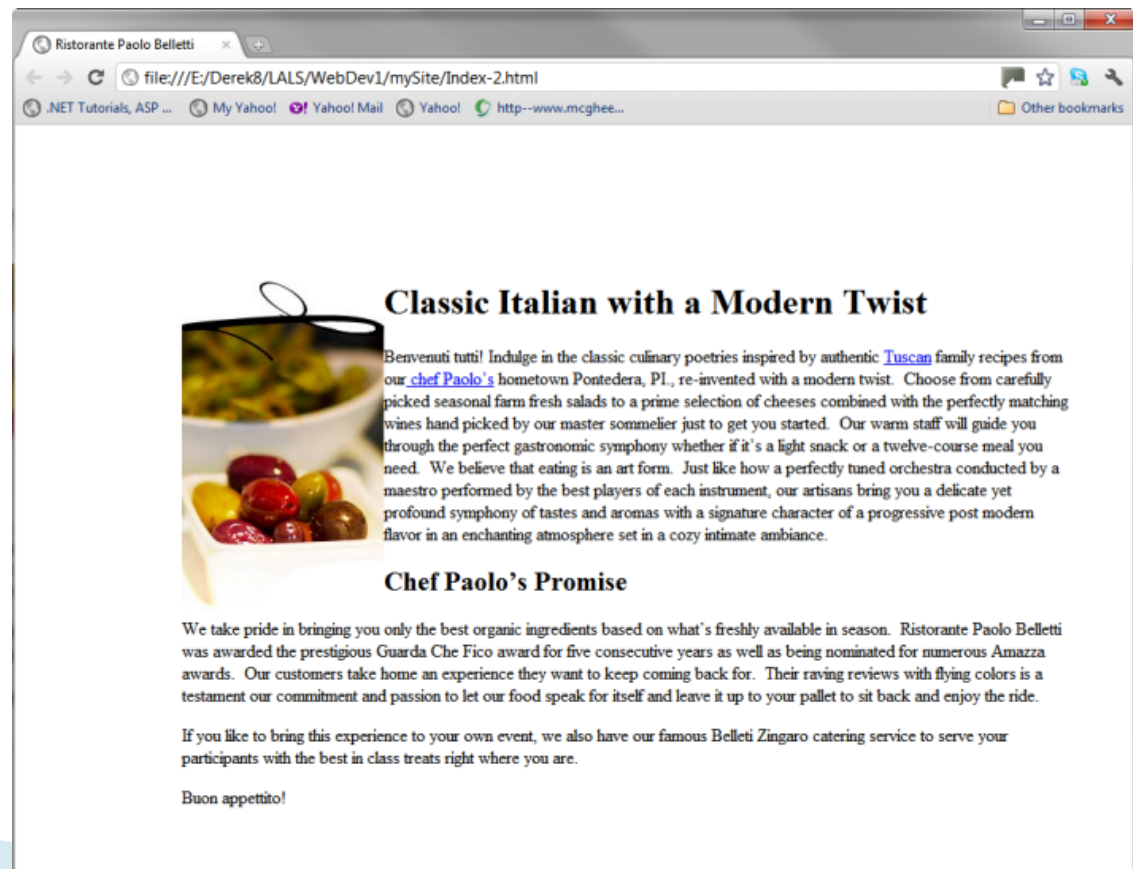 Ristorante Paolo Belletti
file:///E:/Derek8/LALS/WebDev1/mySite/Index-2.html
.NET Tutorials, ASP ... My Yahoo! Yahoo! Mail Yahoo! http--www.mcghee... Other bookmarks
Classic Italian with a Modern Twist
Benvenuti tutti! Indulge in the classic culinary poetries inspired by authentic Tuscan family recipes from
our chef Paolo's hometown Pontedera, PI., re-invented with a modern twist. Choose from carefully
picked seasonal farm fresh salads to a prime selection of cheeses combined with the perfectly matching
wines hand picked by our master sommelier just to get you started. Our warm staff will guide you
through the perfect gastronomic symphony whether if it's a light snack or a twelve-course meal you
need. We believe that eating is an art form. Just like how a perfectly tuned orchestra conducted by a
maestro performed by the best players of each instrument, our artisans bring you a delicate yet
profound symphony of tastes and aromas with a signature character of a progressive post modern
flavor in an enchanting atmosphere set in a cozy intimate ambiance.
Chef Paolo's Promise
We take pride in bringing you only the best organic ingredients based on what's freshly available in season. Ristorante Paolo Belletti
was awarded the prestigious Guarda Che Fico award for five consecutive years as well as being nominated for numerous Amazza
awards. Our customers take home an experience they want to keep coming back for. Their raving reviews with flying colors is a
testament our commitment and passion to let our food speak for itself and leave it up to your pallet to sit back and enjoy the ride.
If you like to bring this experience to your own event, we also have our famous Belleti Zingaro catering service to serve your
participants with the best in class treats right where you are.
Buon appettito!